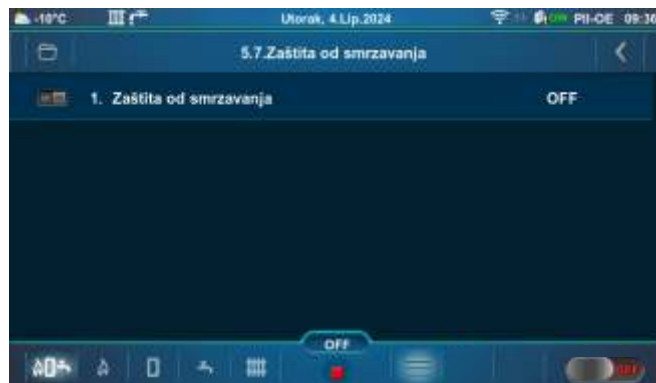 -10°C Utorak, 4.Lip.2024 PII-OE 09:36
5.7.Zaštita od smrzavanja
1. Zaštita od smrzavanja OFF
OFF
OFF